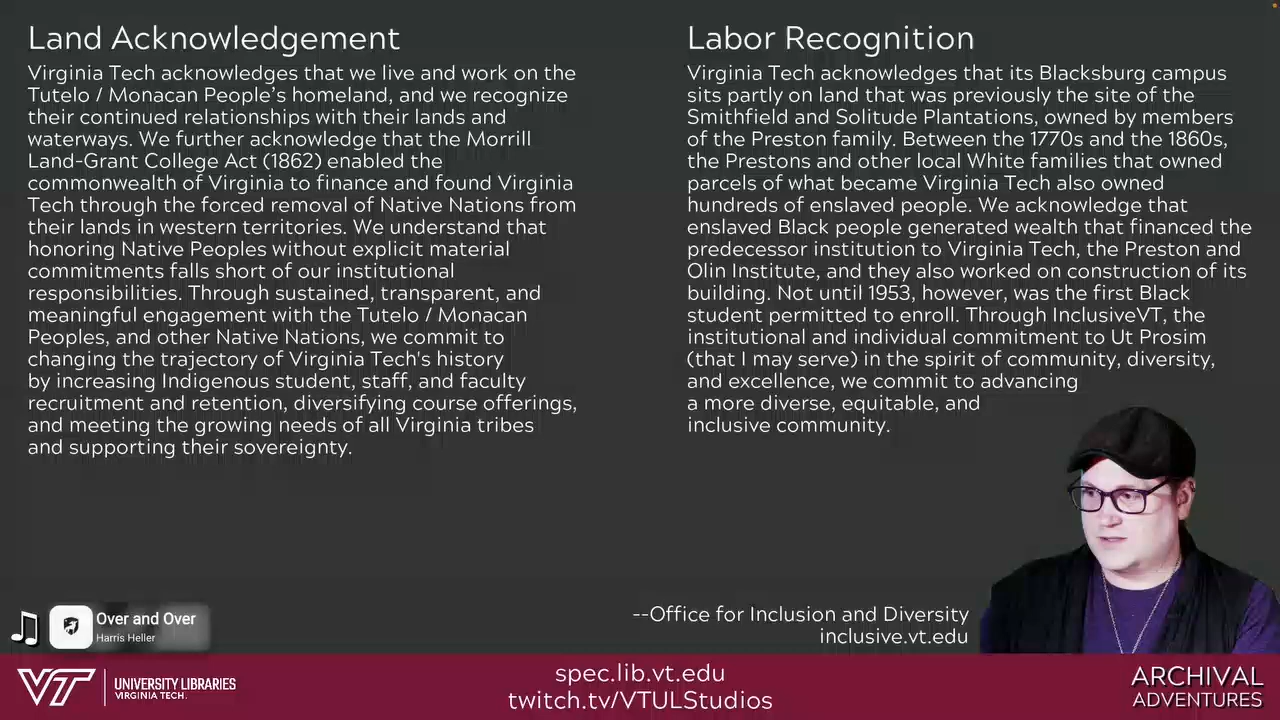 Land Acknowledgement
Virginia Tech acknowledges that we live and work on the
Tutelo / Monacan People's homeland, and we recognize
their continued relationships with their lands and
waterways. We further acknowledge that the Morrill
Land-Grant College Act (1862) enabled the
commonwealth of Virginia to finance and found Virginia
Tech through the forced removal of Native Nations from
their lands in western territories. We understand that
honoring Native Peoples without explicit material
commitments falls short of our institutional
responsibilities. Through sustained, transparent, and
meaningful engagement with the Tutelo / Monacan
Peoples, and other Native Nations, we commit to
changing the trajectory of Virginia Tech's history
by increasing Indigenous student, staff, and faculty
recruitment and retention, diversifying course offerings,
and meeting the growing needs of all Virginia tribes
and supporting their sovereignty.
Labor Recognition
Virginia Tech acknowledges that its Blacksburg campus
sits partly on land that was previously the site of the
Smithfield and Solitude Plantations, owned by members
of the Preston family. Between the 1770s and the 1860s,
the Prestons and other local White families that owned
parcels of what became Virginia Tech also owned
hundreds of enslaved people. We acknowledge that
enslaved Black people generated wealth that financed the
predecessor institution to Virginia Tech, the Preston and
Olin Institute, and they also worked on construction of its
building. Not until 1953, however, was the first Black
student permitted to enroll. Through InclusiveVT, the
institutional and individual commitment to Ut Prosim
(that I may serve) in the spirit of community, diversity,
and excellence, we commit to advancing
a more diverse, equitable, and
inclusive community.
--Office for Inclusion and Diversity
inclusive.vt.edu
Over and Over
Harris Heller
VT
UNIVERSITY LIBRARIES
VIRGINIA TECH.
spec.lib.vt.edu
twitch.tv/VTULStudios
ARCHIVAL
ADVENTURES